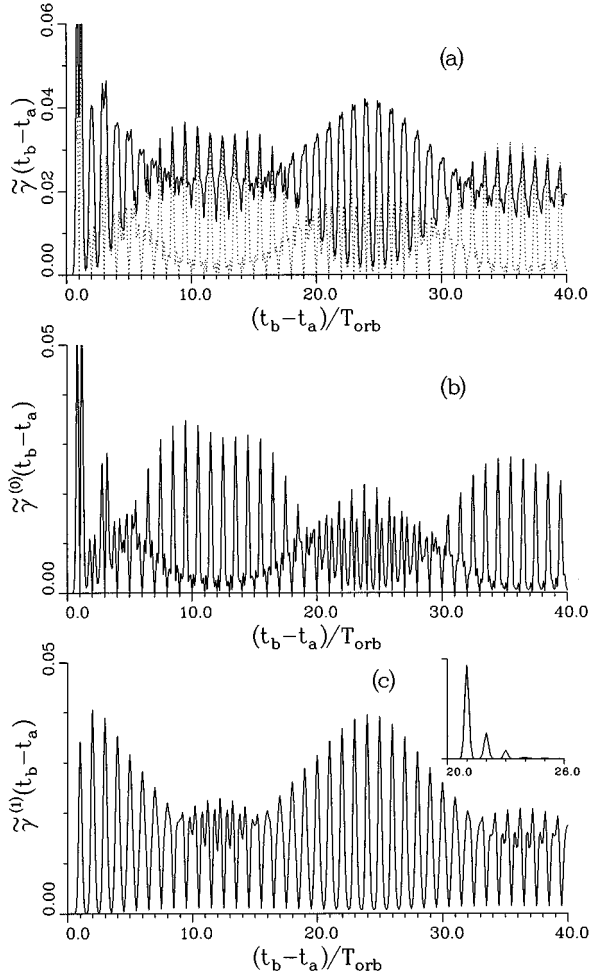 0.06
(a)
0.04
γ̃(t_b−t_a)
0.02
0.00
0.0 10.0 20.0 30.0 40.0
(t_b−t_a)/T_orb
0.05
(b)
γ̃^(0)(t_b−t_a)
0.00
0.0 10.0 20.0 30.0 40.0
(t_b−t_a)/T_orb
0.05
(c)
20.0 26.0
γ̃^(1)(t_b−t_a)
0.00
0.0 10.0 20.0 30.0 40.0
(t_b−t_a)/T_orb